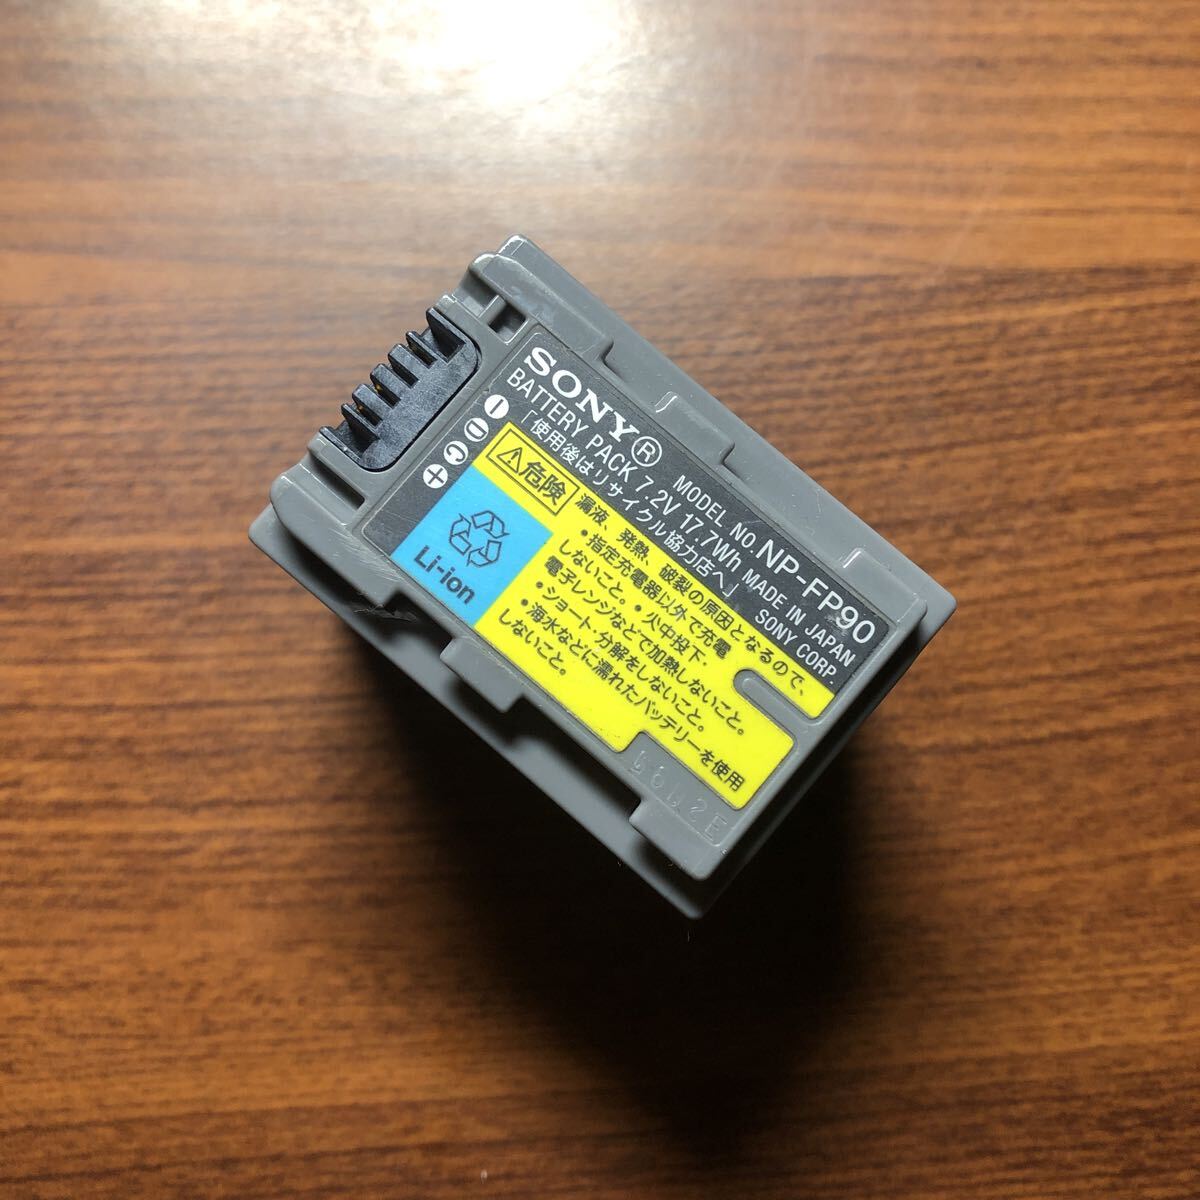 SONY® MODEL NO. NP-FP90
BATTERY PACK 7.2V 17.7Wh MADE IN JAPAN
「使用後はリサイクル協力店へ」 SONY CORP.
⚠危険
漏液、発熱、破裂の原因となるので、
・指定充電器以外で充電
しないこと。・火中投下・
電子レンジなどで加熱しないこと。
・ショート・分解をしないこと。
・海水などに濡れたバッテリーを使用
しないこと。
Li-ion